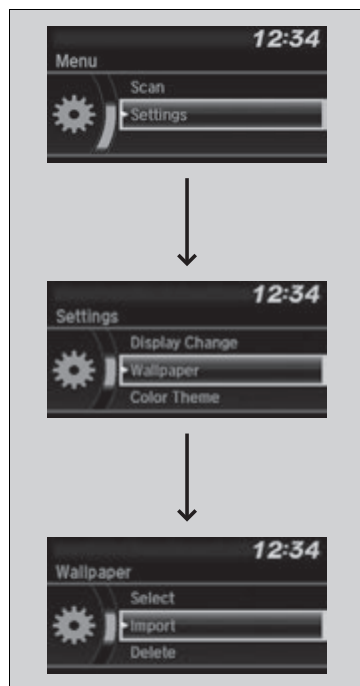 12:34
Menu
Scan
Settings
12:34
Settings
Display Change
Wallpaper
Color Theme
12:34
Wallpaper
Select
Import
Delete